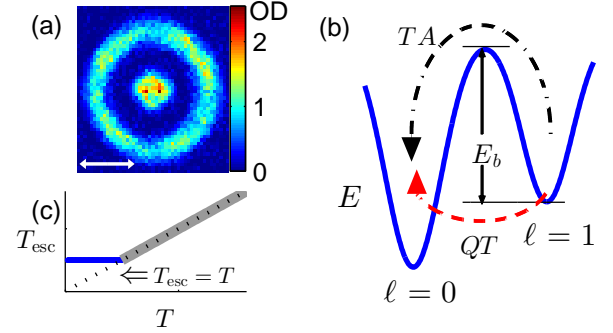 (a)
OD
2
1
0
(b)
TA
E_b
E
QT
ℓ = 1
ℓ = 0
(c)
T_esc
⇐ T_esc = T
T